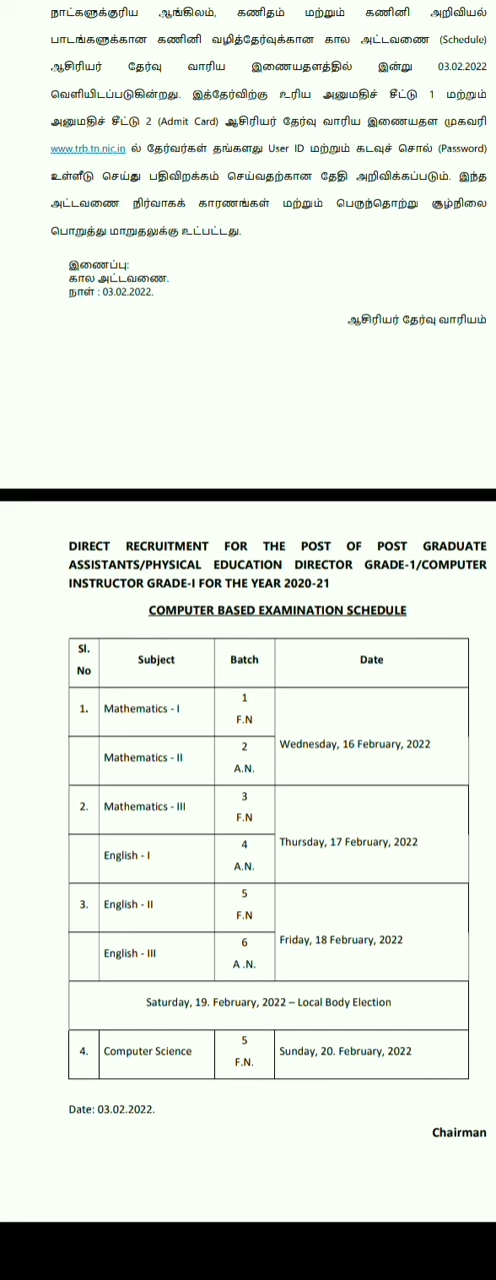 நாட்களுக்குரிய ஆங்கிலம், கணிதம் மற்றும் கணினி அறிவியல்
பாடங்களுக்கான கணினி வழித்தேர்வுக்கான கால அட்டவணை (Schedule)
ஆசிரியர் தேர்வு வாரிய இணையதளத்தில் இன்று 03.02.2022
வெளியிடப்படுகின்றது. இத்தேர்விற்கு உரிய அனுமதிச் சீட்டு 1 மற்றும்
அனுமதிச் சீட்டு 2 (Admit Card) ஆசிரியர் தேர்வு வாரிய இணையதள முகவரி
www.trb.tn.nic.in ல் தேர்வர்கள் தங்களது User ID மற்றும் கடவுச் சொல் (Password)
உள்ளீடு செய்து பதிவிறக்கம் செய்வதற்கான தேதி அறிவிக்கப்படும். இந்த
அட்டவணை நிர்வாகக் காரணங்கள் மற்றும் பெருந்தொற்று சூழ்நிலை
பொறுத்து மாறுதலுக்கு உட்பட்டது.
இணைப்பு:
கால அட்டவணை.
நாள் : 03.02.2022.
ஆசிரியர் தேர்வு வாரியம்
DIRECT RECRUITMENT FOR THE POST OF POST GRADUATE
ASSISTANTS/PHYSICAL EDUCATION DIRECTOR GRADE-1/COMPUTER
INSTRUCTOR GRADE-I FOR THE YEAR 2020-21
COMPUTER BASED EXAMINATION SCHEDULE
Sl. No Subject Batch Date
1. Mathematics - I 1 F.N Wednesday, 16 February, 2022
Mathematics - II 2 A.N.
2. Mathematics - III 3 F.N Thursday, 17 February, 2022
English - I 4 A.N.
3. English - II 5 F.N Friday, 18 February, 2022
English - III 6 A .N.
Saturday, 19. February, 2022 – Local Body Election
4. Computer Science 5 F.N. Sunday, 20. February, 2022
Date: 03.02.2022.
Chairman